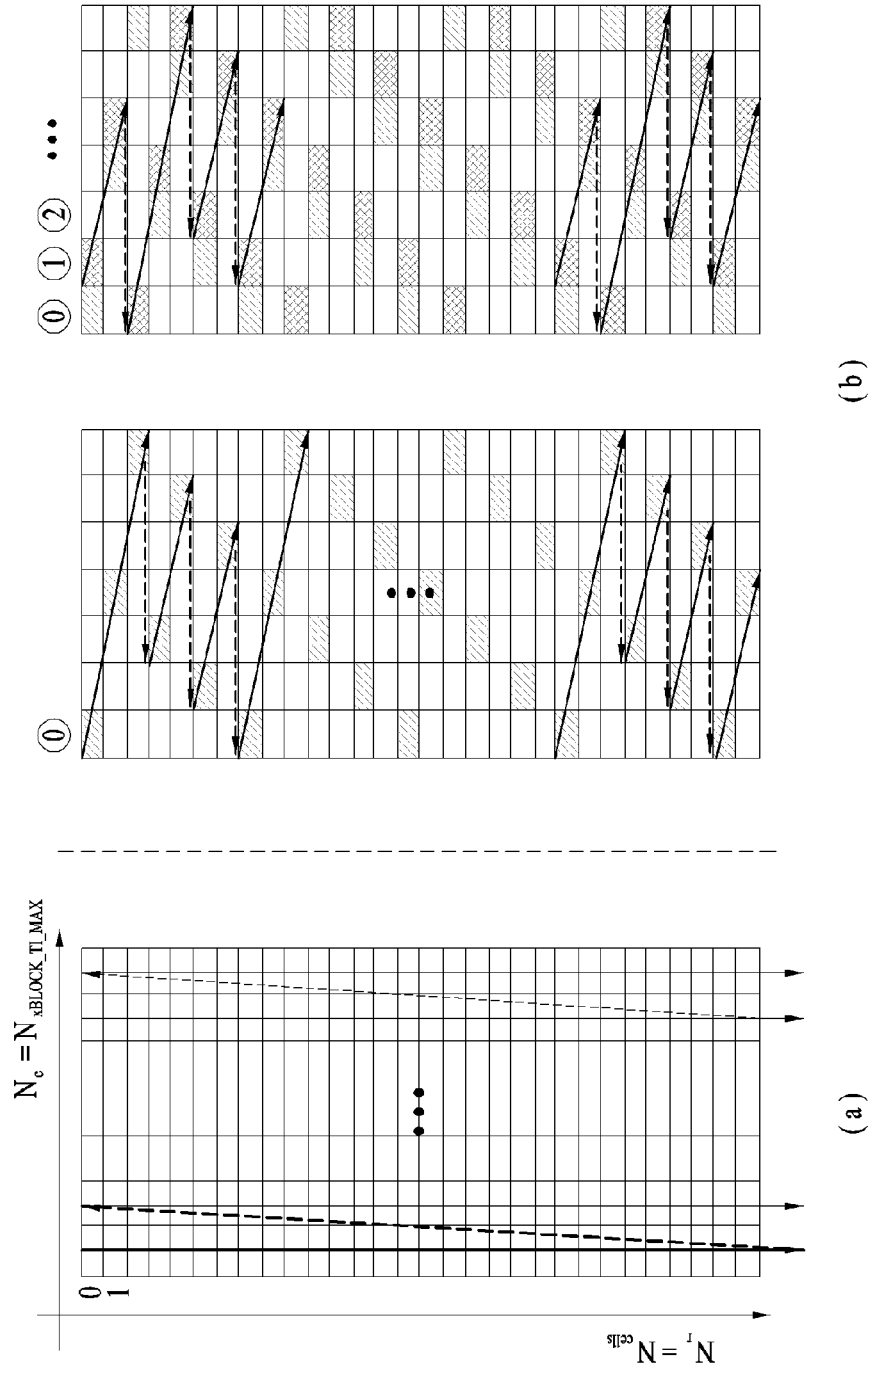 N_c = N_xBLOCK_TI_MAX
0
1
N_r = N_cells
(a)
0
0 1 2 •••
(b)